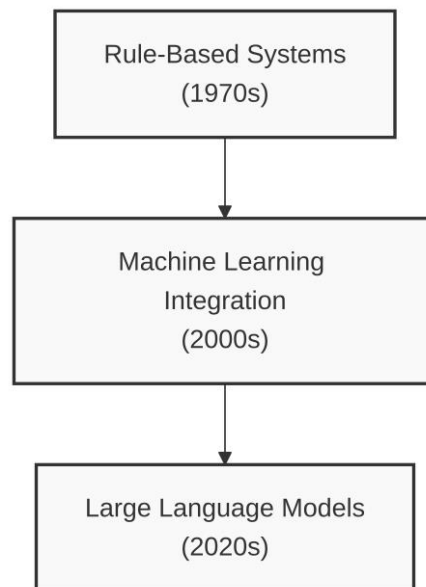 Rule-Based Systems
(1970s)
Machine Learning
Integration
(2000s)
Large Language Models
(2020s)